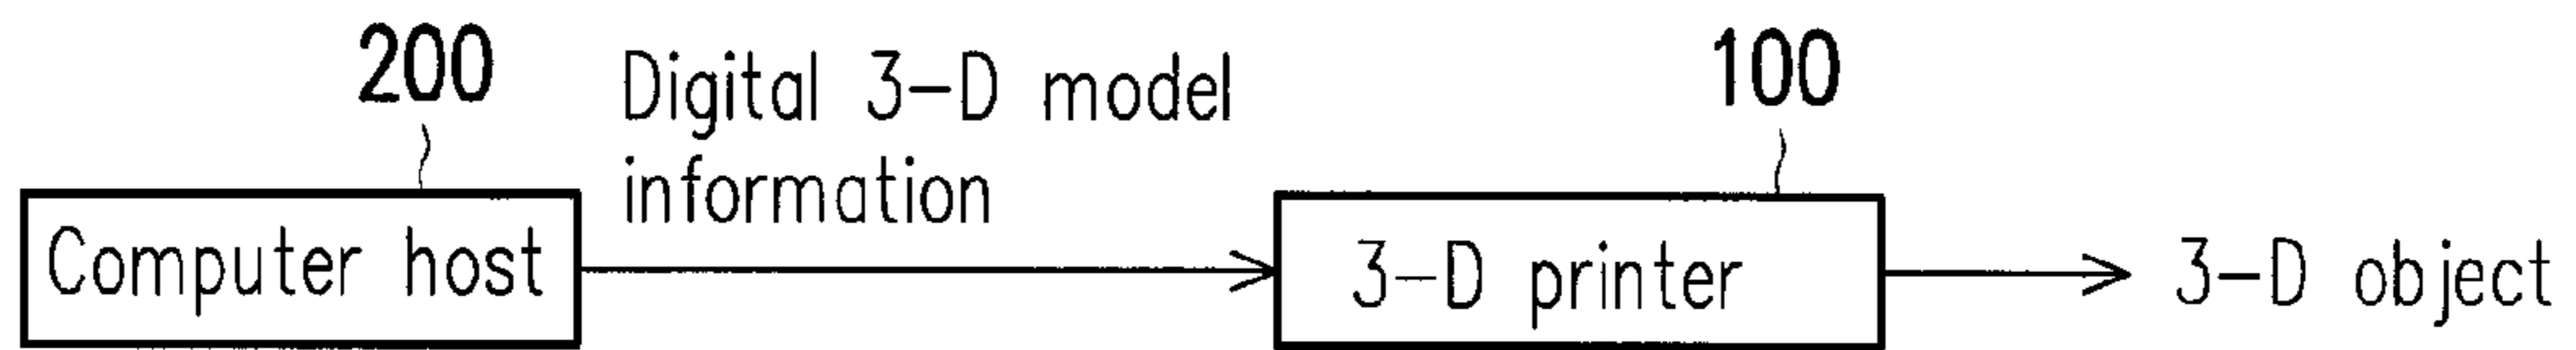 200
Digital 3-D model
information
100
Computer host
3-D printer
3-D object